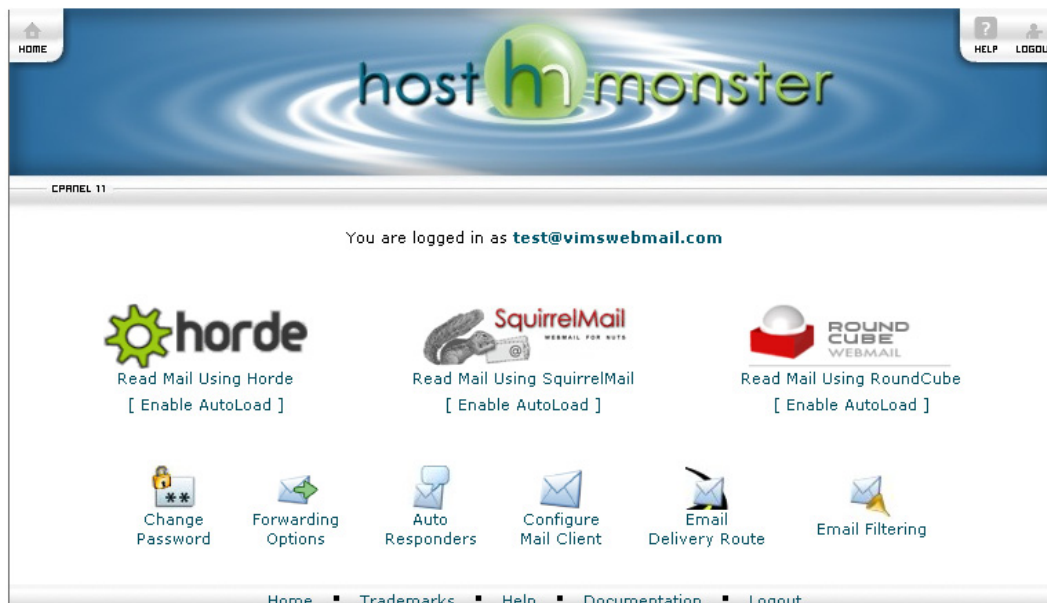 HOME
HELP LOGOU
host hm monster
CPANEL 11
You are logged in as test@vimswebmail.com
horde
SquirrelMail
WEBMAIL FOR NUTS
@
ROUND
CUBE
WEBMAIL
Read Mail Using Horde
Read Mail Using SquirrelMail
Read Mail Using RoundCube
[ Enable AutoLoad ]
[ Enable AutoLoad ]
[ Enable AutoLoad ]
**
Change
Password
Forwarding
Options
Auto
Responders
Configure
Mail Client
Email
Delivery Route
Email Filtering
Home ▪ Trademarks ▪ Help ▪ Documentation ▪ Logout